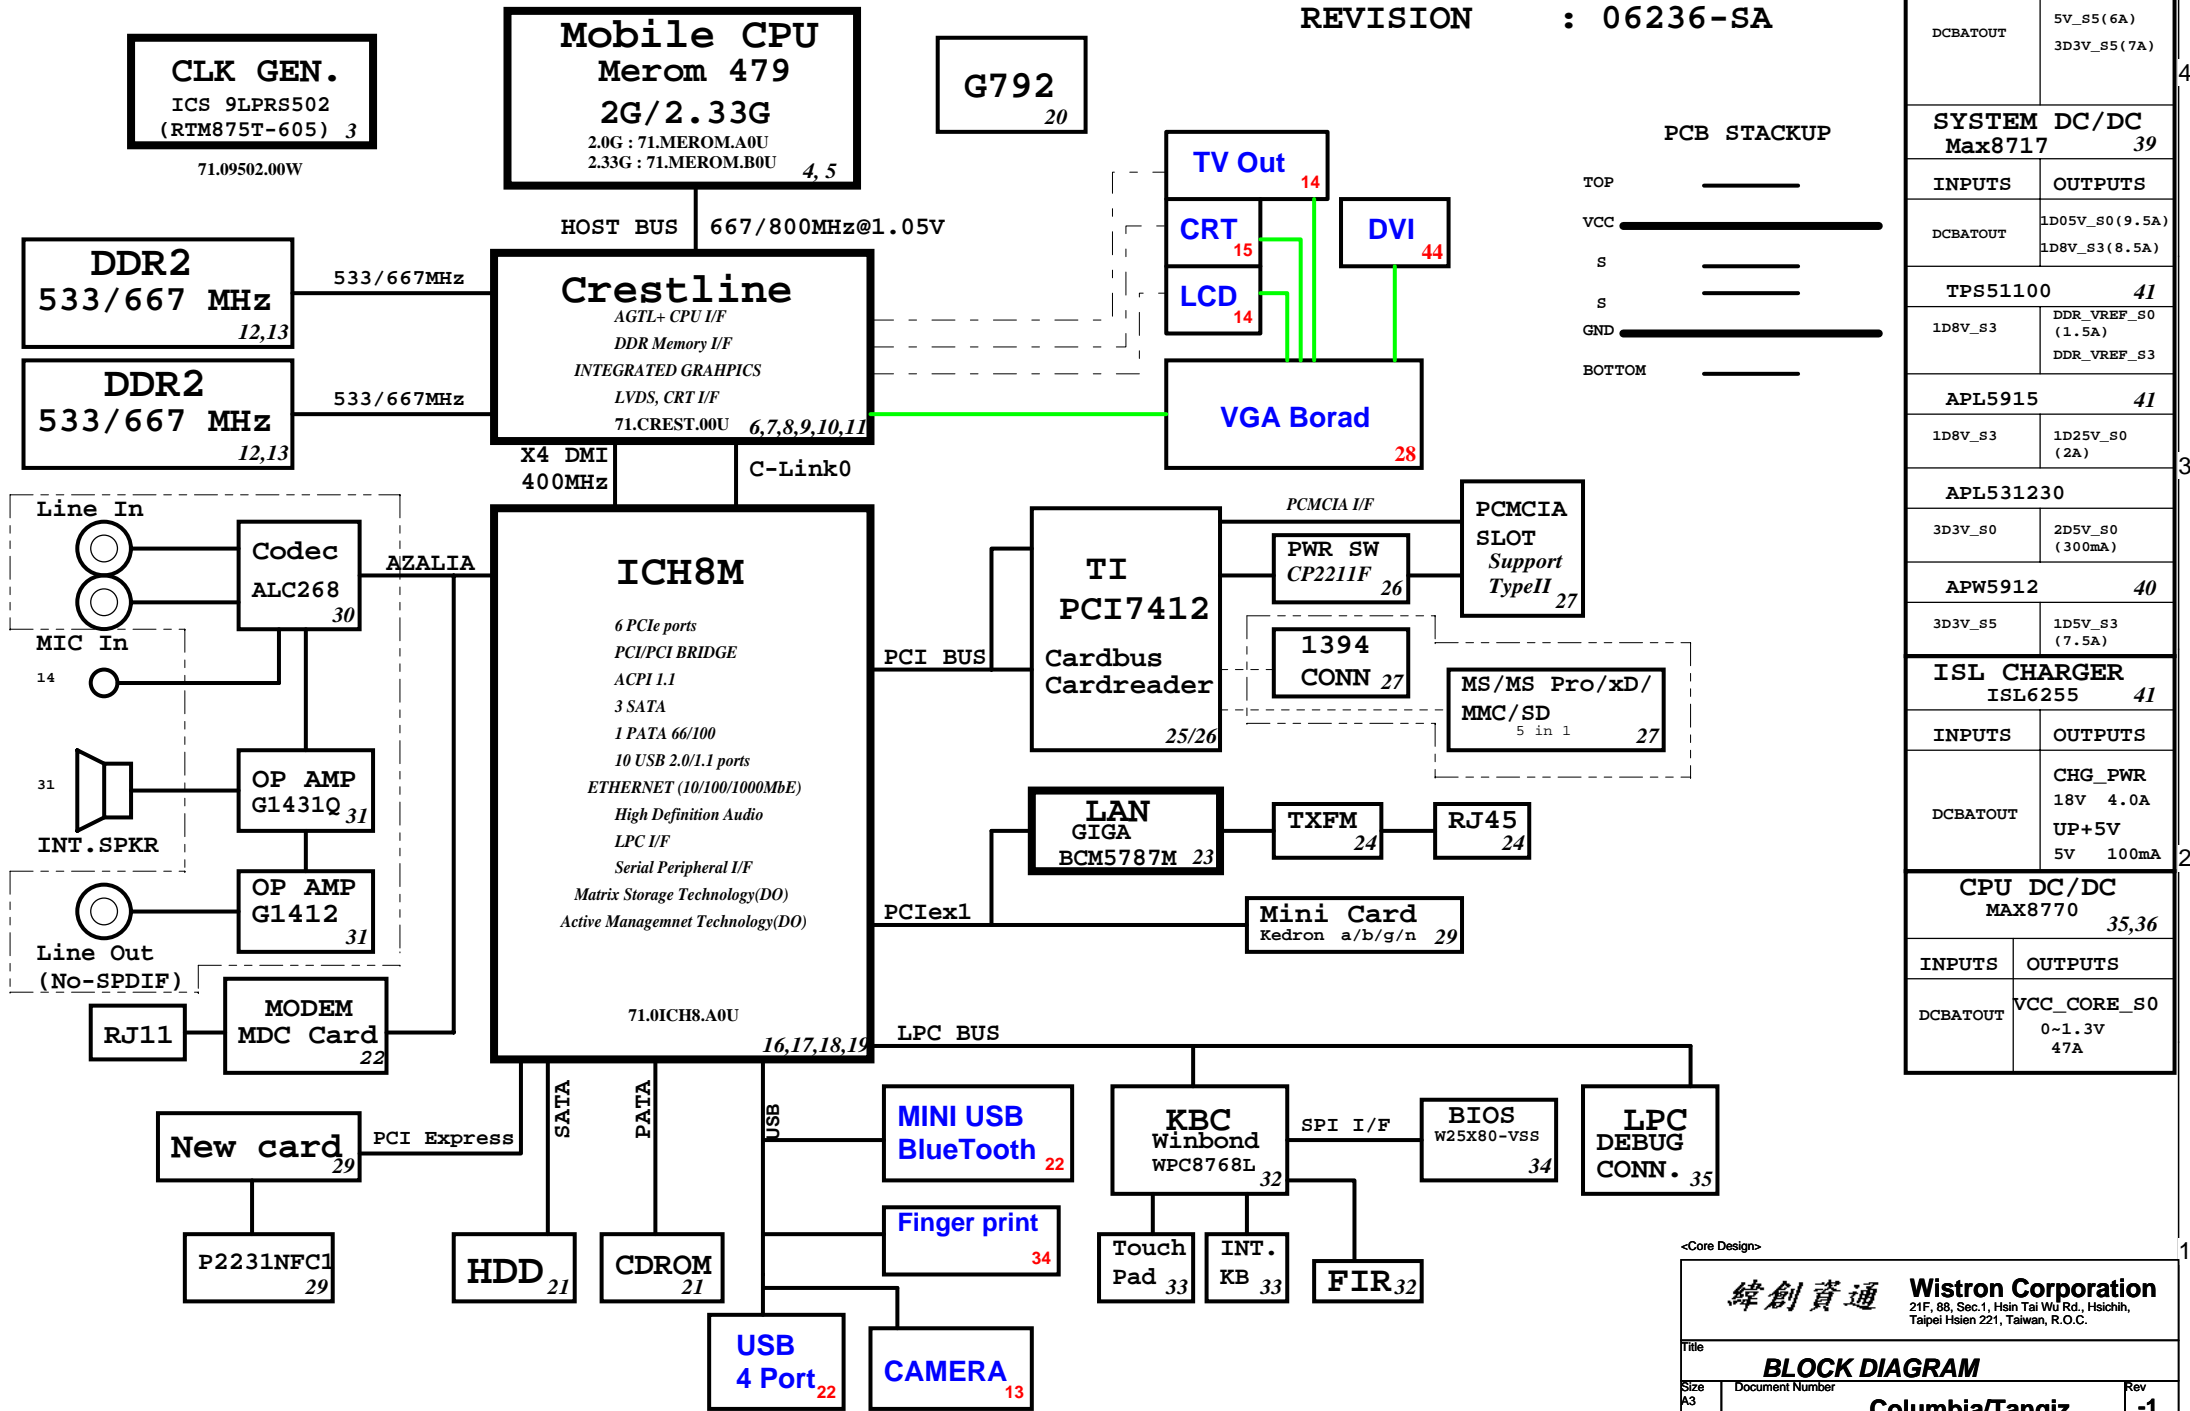 REVISION : 06236-SA
CLK GEN.
ICS 9LPRS502
(RTM875T-605) 3
71.09502.00W
Mobile CPU
Merom 479
2G/2.33G
2.0G : 71.MEROM.A0U
2.33G : 71.MEROM.B0U
4, 5
G792
20
HOST BUS 667/800MHz@1.05V
DDR2
533/667 MHz
12,13
533/667MHz
DDR2
533/667 MHz
12,13
533/667MHz
Crestline
AGTL+ CPU I/F
DDR Memory I/F
INTEGRATED GRAHPICS
LVDS, CRT I/F
71.CREST.00U 6,7,8,9,10,11
TV Out
14
CRT
15
LCD
14
DVI
44
VGA Borad
28
PCB STACKUP
TOP
VCC
S
S
GND
BOTTOM
X4 DMI
400MHz
C-Link0
Line In
Codec
ALC268
30
AZALIA
MIC In
14
31
INT.SPKR
OP AMP
G1431Q 31
OP AMP
G1412
31
Line Out
(No-SPDIF)
RJ11
MODEM
MDC Card
22
ICH8M
6 PCIe ports
PCI/PCI BRIDGE
ACPI 1.1
3 SATA
1 PATA 66/100
10 USB 2.0/1.1 ports
ETHERNET (10/100/1000MbE)
High Definition Audio
LPC I/F
Serial Peripheral I/F
Matrix Storage Technology(DO)
Active Managemnet Technology(DO)
71.0ICH8.A0U
16,17,18,19
PCI BUS
TI
PCI7412
Cardbus
Cardreader
25/26
PCMCIA I/F
PWR SW
CP2211F
26
PCMCIA
SLOT
Support
TypeII
27
1394
CONN 27
MS/MS Pro/xD/
MMC/SD
5 in 1
27
LAN
GIGA
BCM5787M 23
TXFM
24
RJ45
24
PCIex1
Mini Card
Kedron a/b/g/n 29
LPC BUS
New card
29
PCI Express
P2231NFC1
29
SATA
PATA
USB
HDD 21
CDROM
21
MINI USB
BlueTooth 22
Finger print
34
USB
4 Port 22
CAMERA
13
KBC
Winbond
WPC8768L
32
SPI I/F
BIOS
W25X80-VSS
34
LPC
DEBUG
CONN. 35
Touch
Pad 33
INT.
KB 33
FIR 32
DCBATOUT
5V_S5(6A)
3D3V_S5(7A)
SYSTEM DC/DC
Max8717 39
INPUTS OUTPUTS
DCBATOUT
1D05V_S0(9.5A)
1D8V_S3(8.5A)
TPS51100 41
1D8V_S3
DDR_VREF_S0
(1.5A)
DDR_VREF_S3
APL5915 41
1D8V_S3 1D25V_S0
(2A)
APL531230
3D3V_S0 2D5V_S0
(300mA)
APW5912 40
3D3V_S5 1D5V_S3
(7.5A)
ISL CHARGER
ISL6255 41
INPUTS OUTPUTS
DCBATOUT
CHG_PWR
18V 4.0A
UP+5V
5V 100mA
CPU DC/DC
MAX8770
35,36
INPUTS OUTPUTS
DCBATOUT
VCC_CORE_S0
0~1.3V
47A
4
3
2
1
<Core Design>
緯創資通 Wistron Corporation
21F, 88, Sec.1, Hsin Tai Wu Rd., Hsichih,
Taipei Hsien 221, Taiwan, R.O.C.
Title
BLOCK DIAGRAM
Size
A3
Document Number
Columbia/Tangiz
Rev
-1